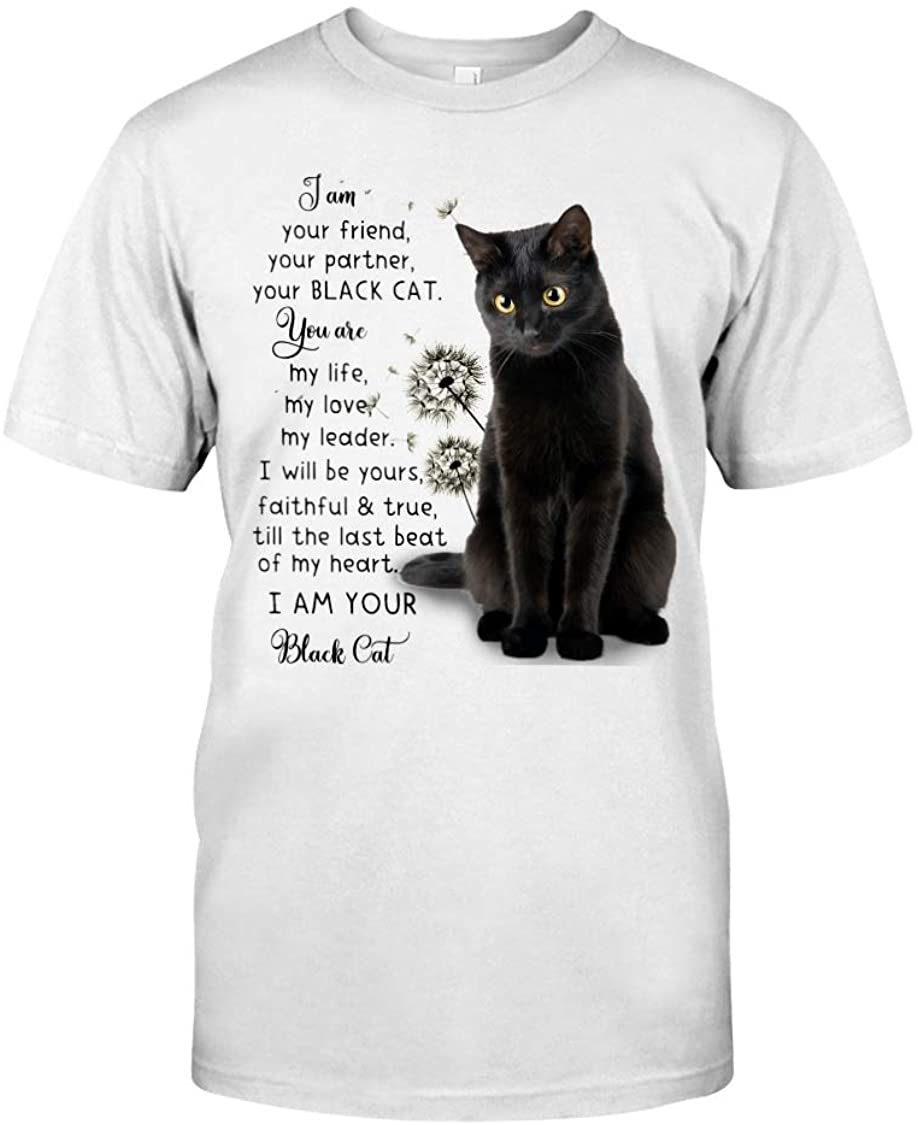 I am
your friend,
your partner,
your BLACK CAT.
You are
my life,
my love,
my leader.
I will be yours,
faithful & true,
till the last beat
of my heart.
I AM YOUR
Black Cat